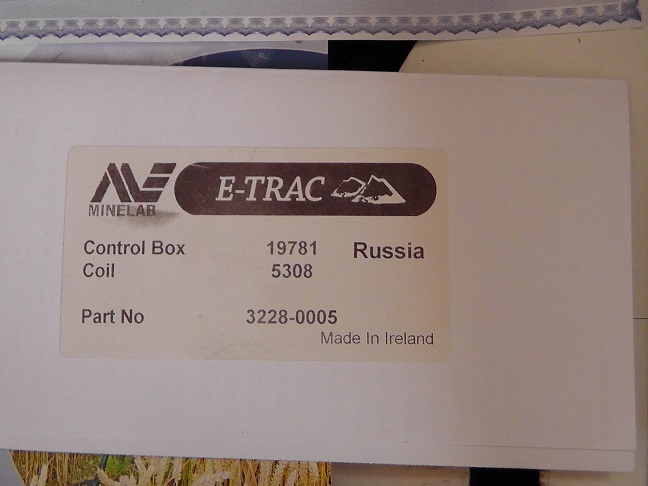 MINELAB
E-TRAC
Control Box 19781 Russia
Coil 5308
Part No 3228-0005
Made In Ireland